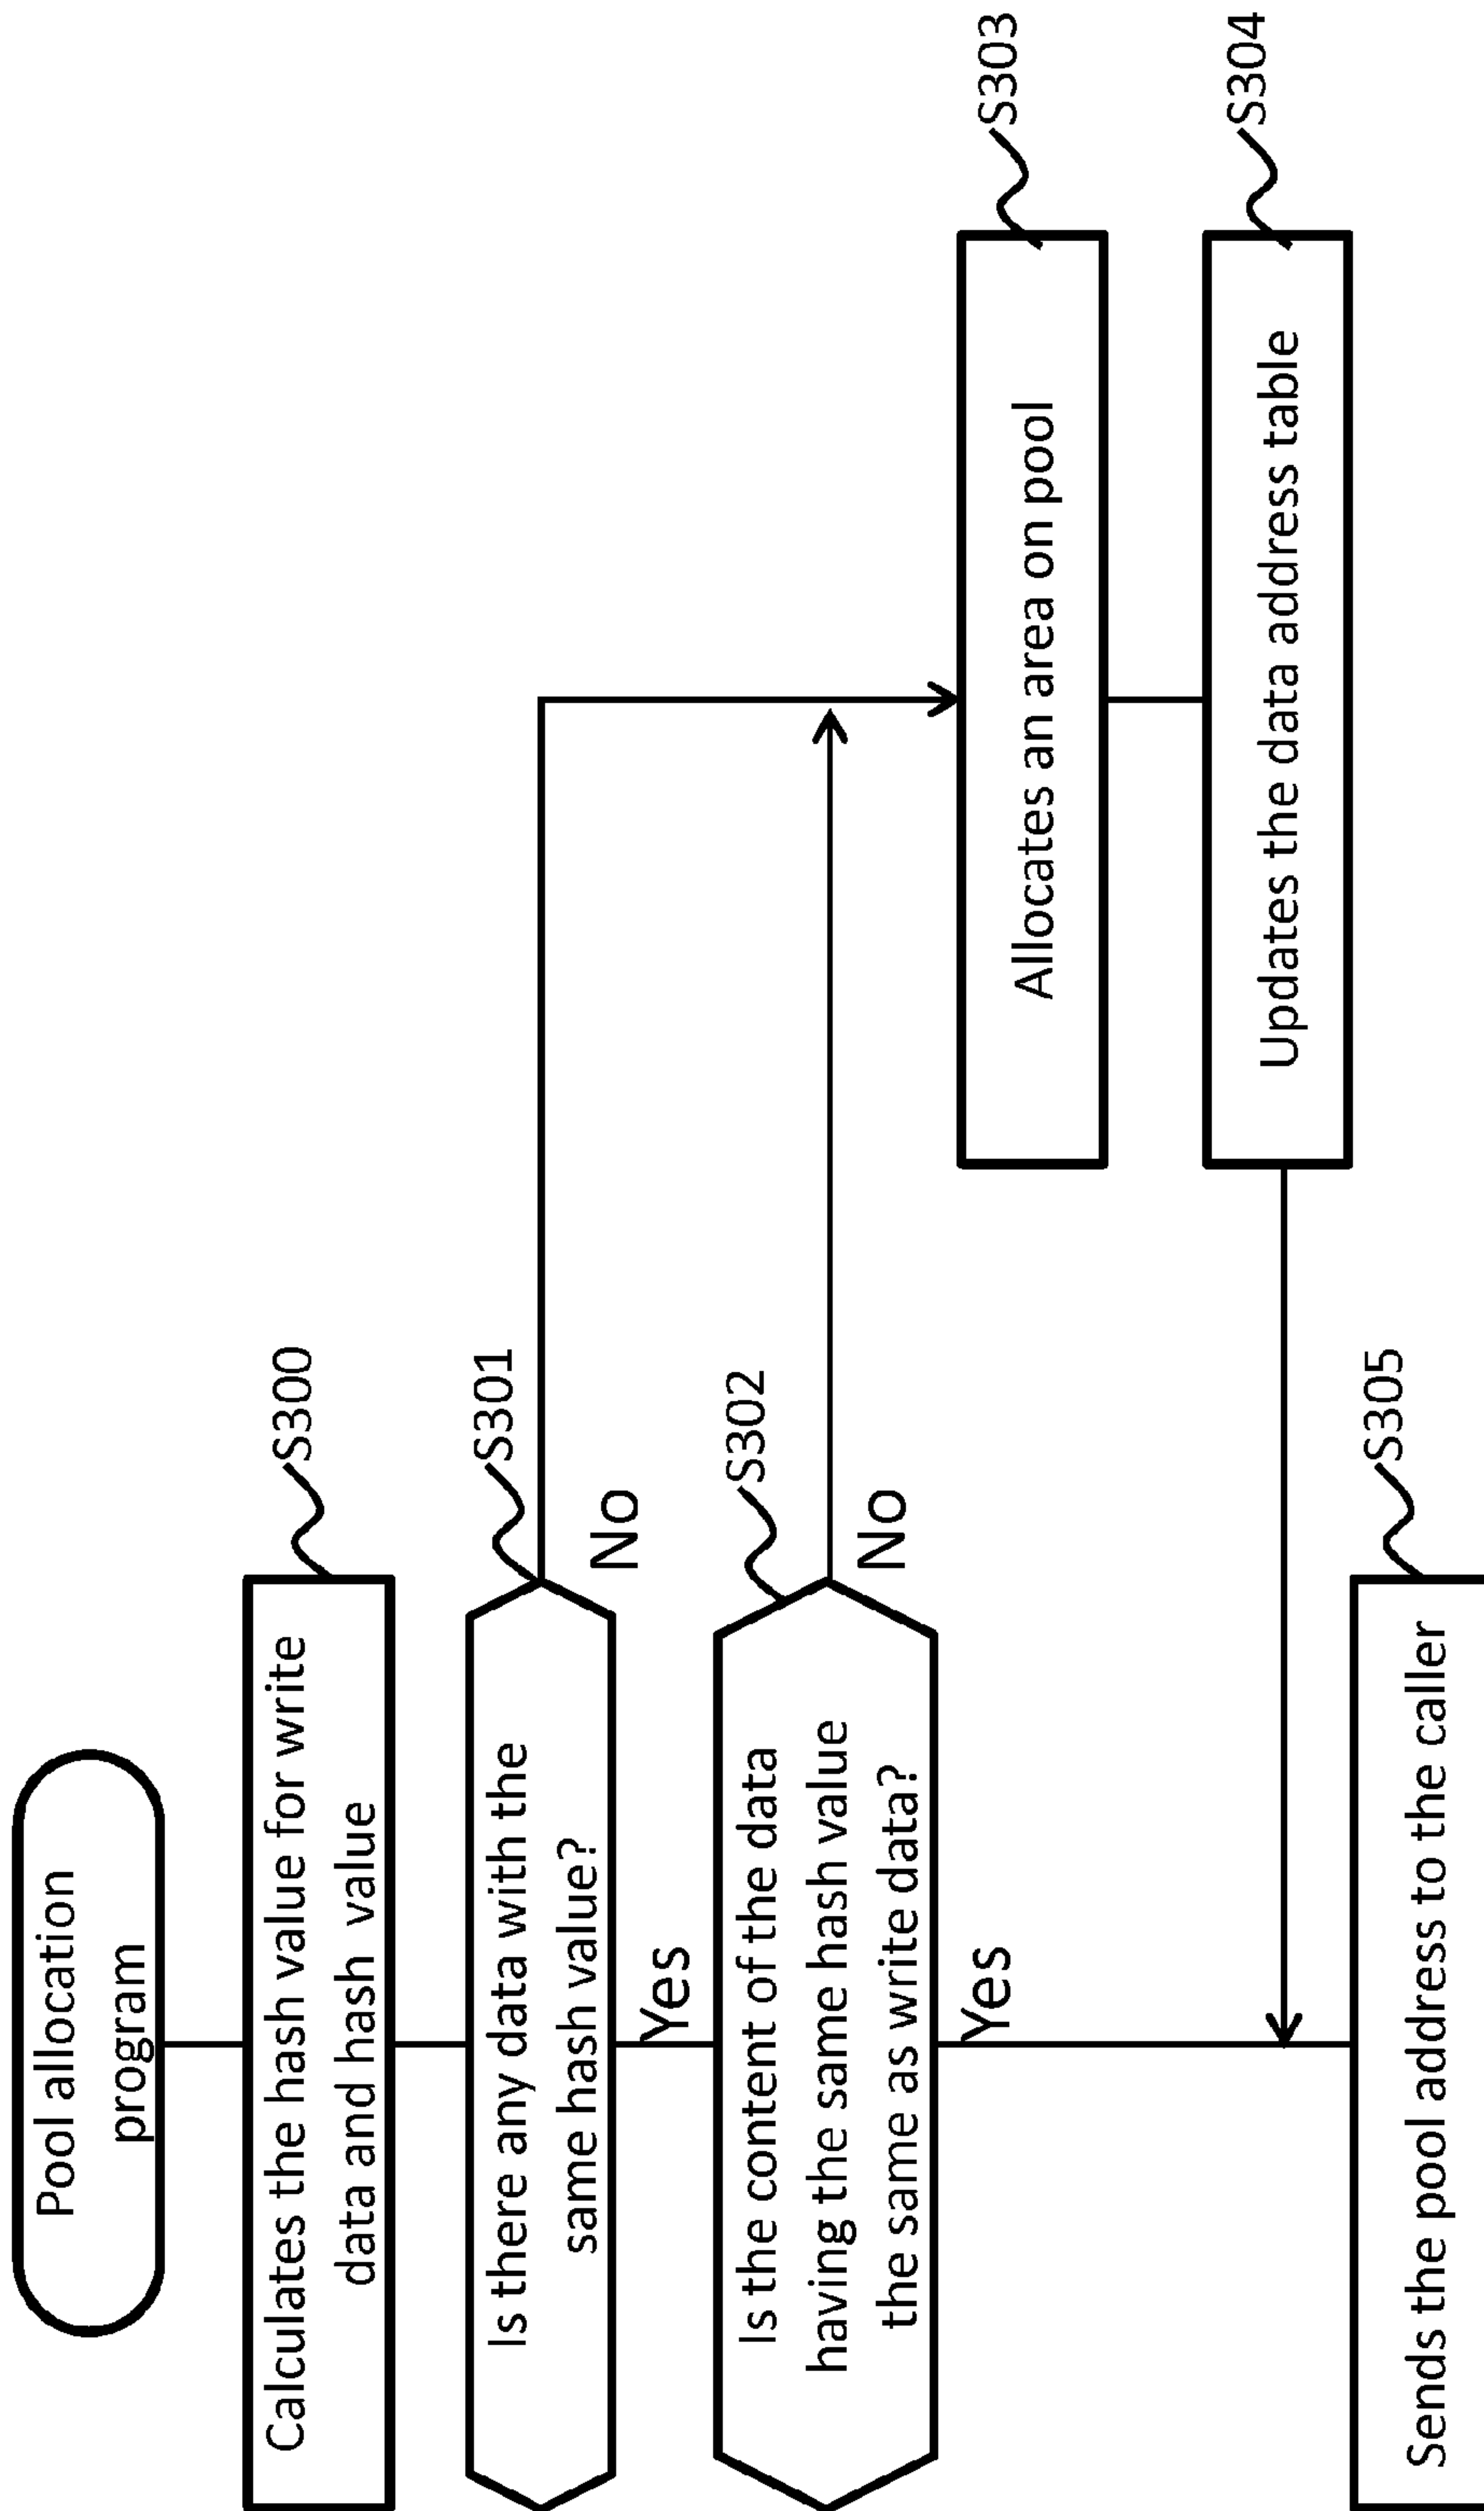 Pool allocation
program
S300
Calculates the hash value for write
data and hash value
S301
Is there any data with the
same hash value?
No
Yes
S302
Is the content of the data
having the same hash value
the same as write data?
No
Yes
S303
Allocates an area on pool
S304
Updates the data address table
S305
Sends the pool address to the caller